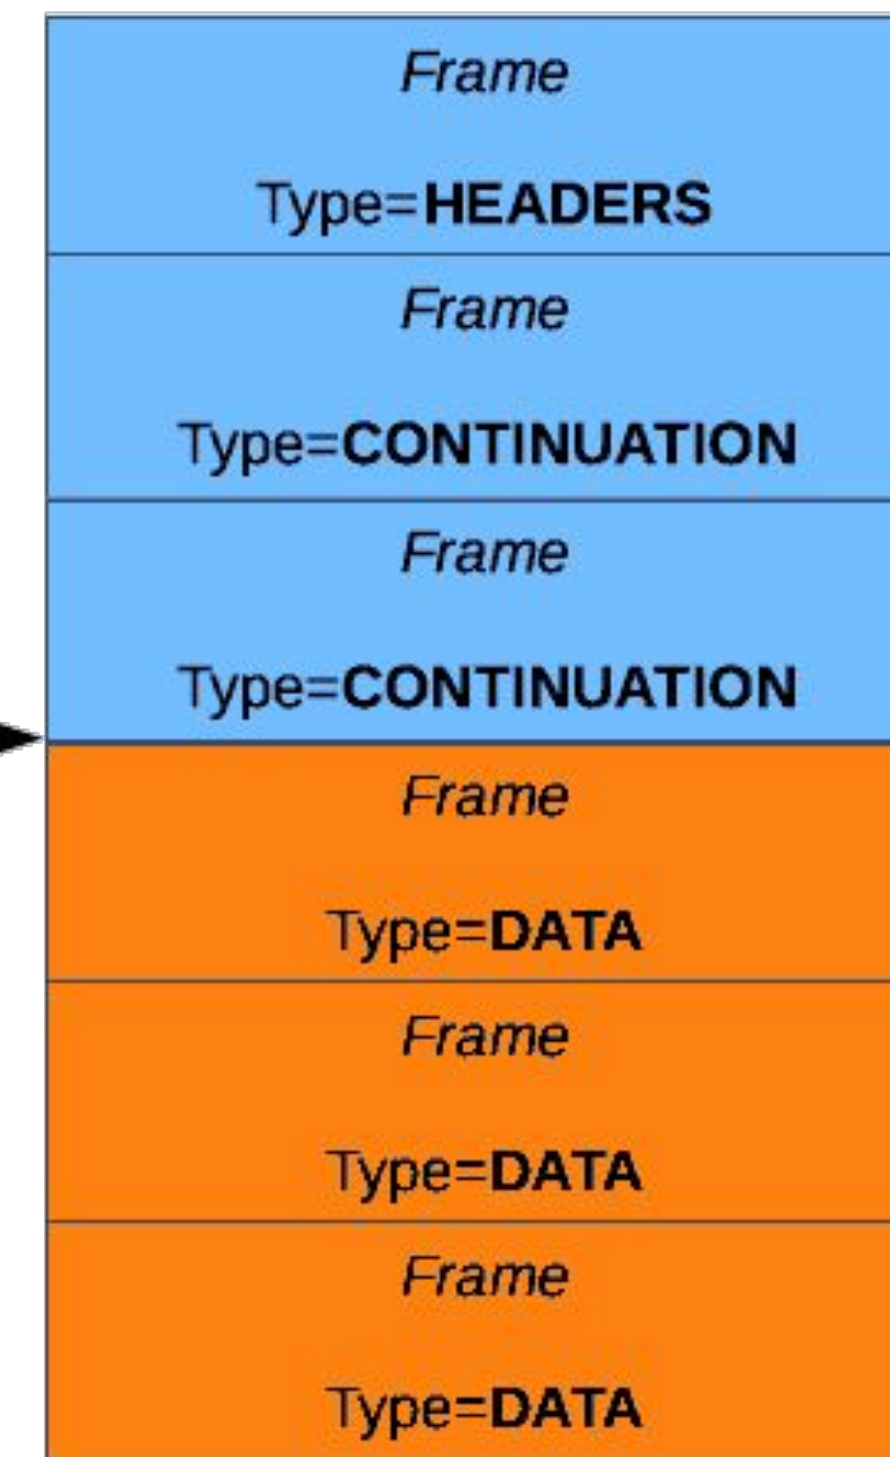 Frame
Type=HEADERS
Frame
Type=CONTINUATION
Frame
Type=CONTINUATION
Frame
Type=DATA
Frame
Type=DATA
Frame
Type=DATA